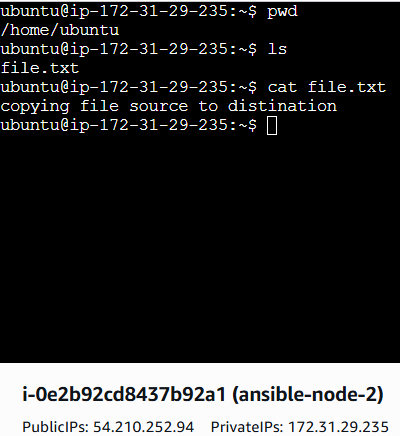 ubuntu@ip-172-31-29-235:~$ pwd
/home/ubuntu
ubuntu@ip-172-31-29-235:~$ ls
file.txt
ubuntu@ip-172-31-29-235:~$ cat file.txt
copying file source to distination
ubuntu@ip-172-31-29-235:~$
i-0e2b92cd8437b92a1 (ansible-node-2)
PublicIPs: 54.210.252.94 PrivateIPs: 172.31.29.235